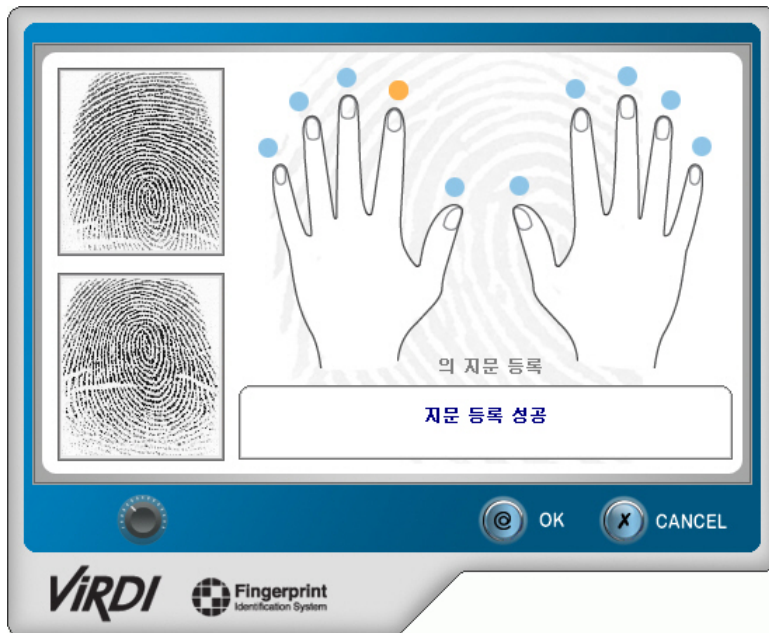 의 지문 등록
지문 등록 성공
@ OK
✗ CANCEL
ViRDI
Fingerprint
Identification System